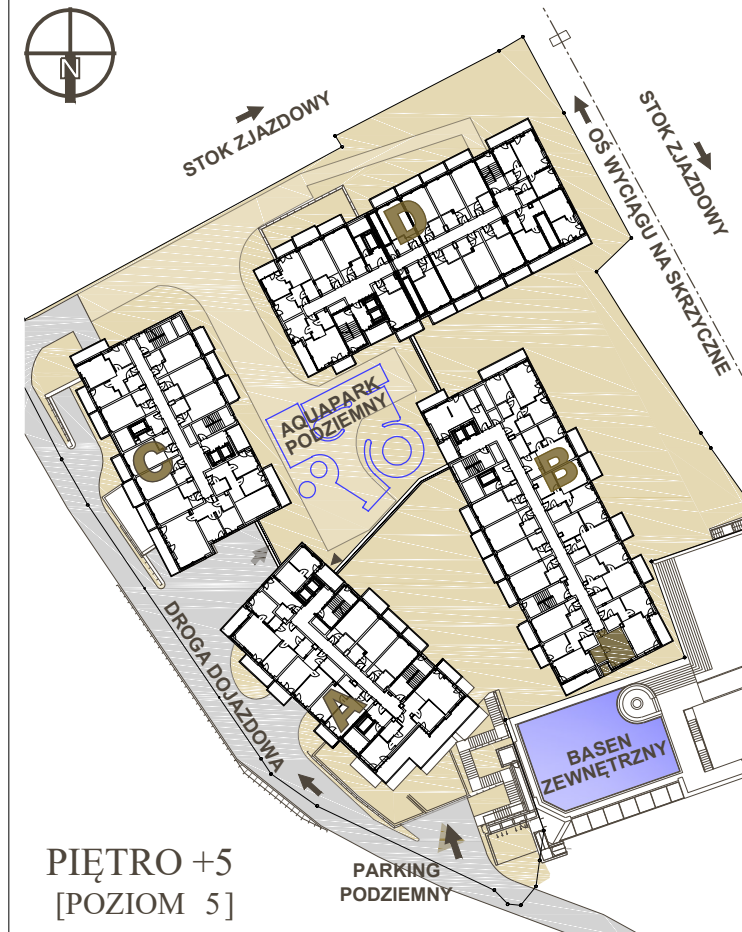 N
STOK ZJAZDOWY
STOK ZJAZDOWY
OŚ WYCIĄGU NA SKRZYCZNE
D
AQUAPARK
PODZIEMNY
C
B
DROGA DOJAZDOWA
A
BASEN
ZEWNĘTRZNY
PIĘTRO +5
[POZIOM 5]
PARKING
PODZIEMNY